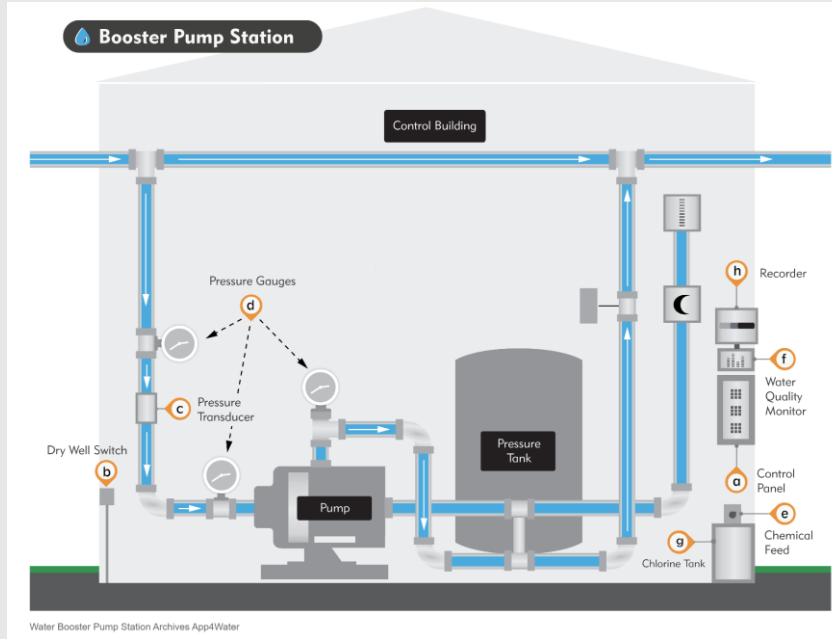 Booster Pump Station
Control Building
Pressure Gauges
d
h
Recorder
f
Water
Quality
Monitor
c
Pressure
Transducer
Dry Well Switch
b
Pressure
Tank
Pump
a
Control
Panel
e
Chemical
Feed
g
Chlorine Tank
Water Booster Pump Station Archives App4Water